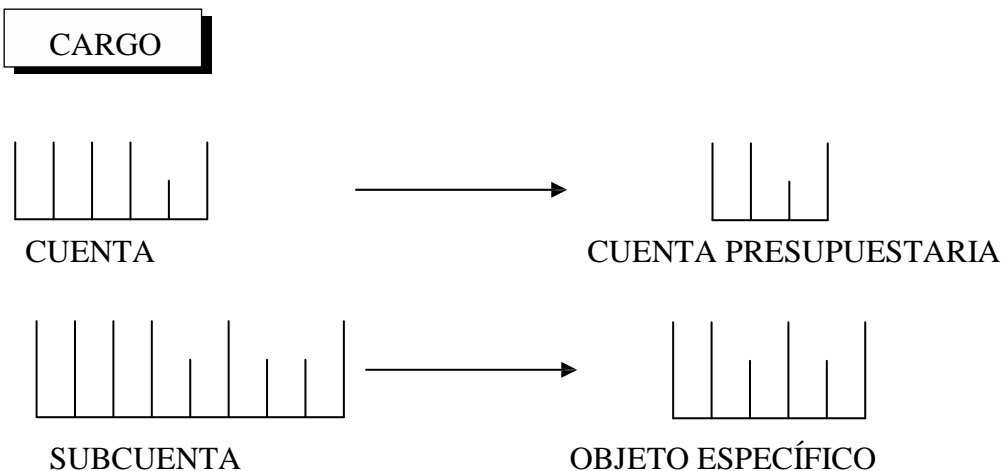 CARGO
CUENTA
CUENTA PRESUPUESTARIA
SUBCUENTA
OBJETO ESPECÍFICO